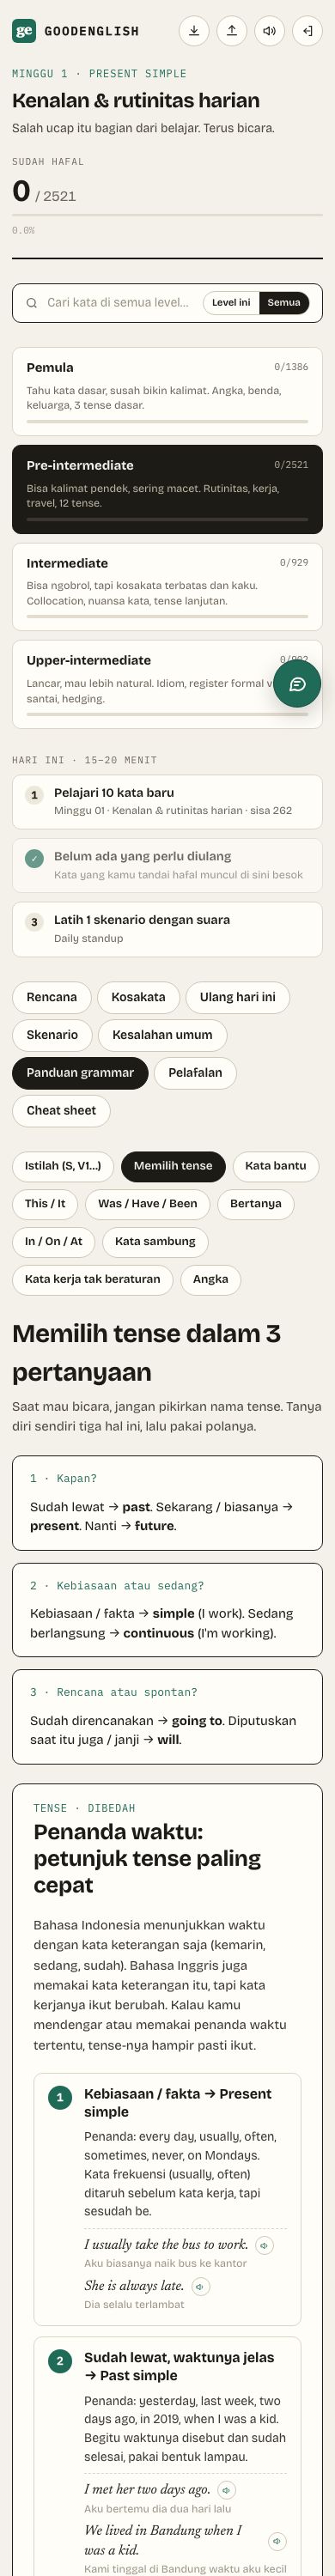 ge GOODENGLISH
MINGGU 1 · PRESENT SIMPLE
Kenalan & rutinitas harian
Salah ucap itu bagian dari belajar. Terus bicara.
SUDAH HAFAL
0 / 2521
0.0%
Cari kata di semua level... Level ini Semua
Pemula 0/1386
Tahu kata dasar, susah bikin kalimat. Angka, benda,
keluarga, 3 tense dasar.
Pre-intermediate 0/2521
Bisa kalimat pendek, sering macet. Rutinitas, kerja,
travel, 12 tense.
Intermediate 0/929
Bisa ngobrol, tapi kosakata terbatas dan kaku.
Collocation, nuansa kata, tense lanjutan.
Upper-intermediate
Lancar, mau lebih natural. Idiom, register formal
santai, hedging.
HARI INI · 15–20 MENIT
1 Pelajari 10 kata baru
Minggu 01 · Kenalan & rutinitas harian · sisa 262
✓ Belum ada yang perlu diulang
Kata yang kamu tandai hafal muncul di sini besok
3 Latih 1 skenario dengan suara
Daily standup
Rencana Kosakata Ulang hari ini
Skenario Kesalahan umum
Panduan grammar Pelafalan
Cheat sheet
Istilah (S, V1...) Memilih tense Kata bantu
This / It Was / Have / Been Bertanya
In / On / At Kata sambung
Kata kerja tak beraturan Angka
Memilih tense dalam 3
pertanyaan
Saat mau bicara, jangan pikirkan nama tense. Tanya
diri sendiri tiga hal ini, lalu pakai polanya.
1 · Kapan?
Sudah lewat → past. Sekarang / biasanya →
present. Nanti → future.
2 · Kebiasaan atau sedang?
Kebiasaan / fakta → simple (I work). Sedang
berlangsung → continuous (I'm working).
3 · Rencana atau spontan?
Sudah direncanakan → going to. Diputuskan
saat itu juga / janji → will.
TENSE · DIBEDAH
Penanda waktu:
petunjuk tense paling
cepat
Bahasa Indonesia menunjukkan waktu
dengan kata keterangan saja (kemarin,
sedang, sudah). Bahasa Inggris juga
memakai kata keterangan itu, tapi kata
kerjanya ikut berubah. Kalau kamu
mendengar atau memakai penanda waktu
tertentu, tense-nya hampir pasti ikut.
1 Kebiasaan / fakta → Present
simple
Penanda: every day, usually, often,
sometimes, never, on Mondays.
Kata frekuensi (usually, often)
ditaruh sebelum kata kerja, tapi
sesudah be.
I usually take the bus to work.
Aku biasanya naik bus ke kantor
She is always late.
Dia selalu terlambat
2 Sudah lewat, waktunya jelas
→ Past simple
Penanda: yesterday, last week, two
days ago, in 2019, when I was a kid.
Begitu waktunya disebut dan sudah
selesai, pakai bentuk lampau.
I met her two days ago.
Aku bertemu dia dua hari lalu
We lived in Bandung when I
was a kid.
Kami tinggal di Bandung waktu aku kecil